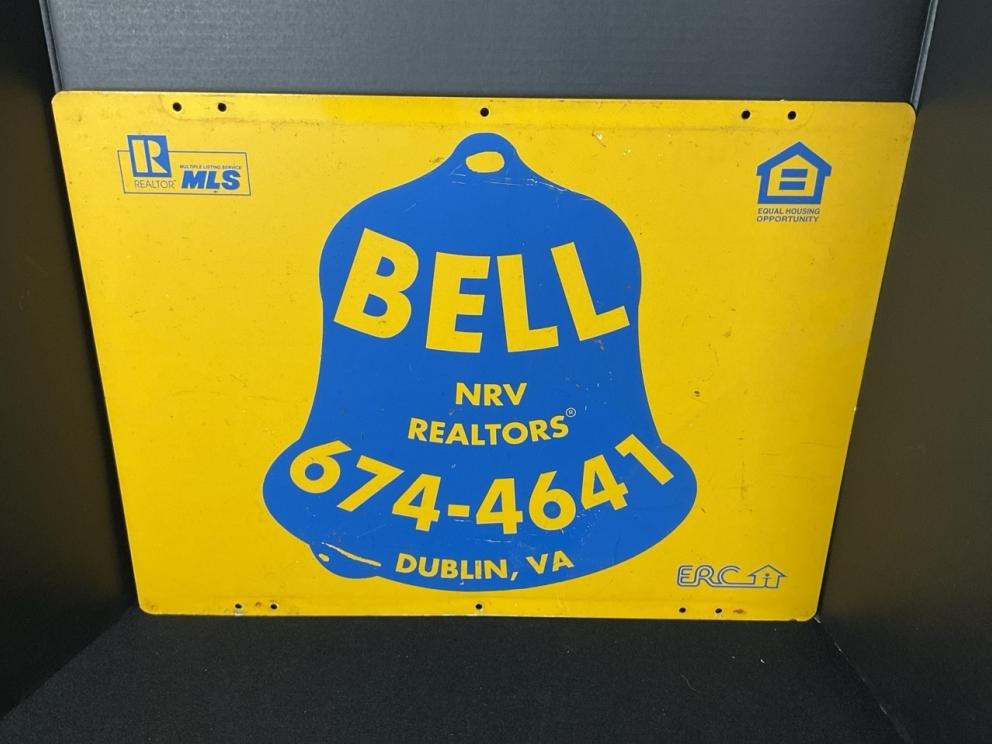 R
REALTOR
MULTIPLE LISTING SERVICE
MLS
EQUAL HOUSING
OPPORTUNITY
BELL
NRV
REALTORS®
674-4641
DUBLIN, VA
ERC